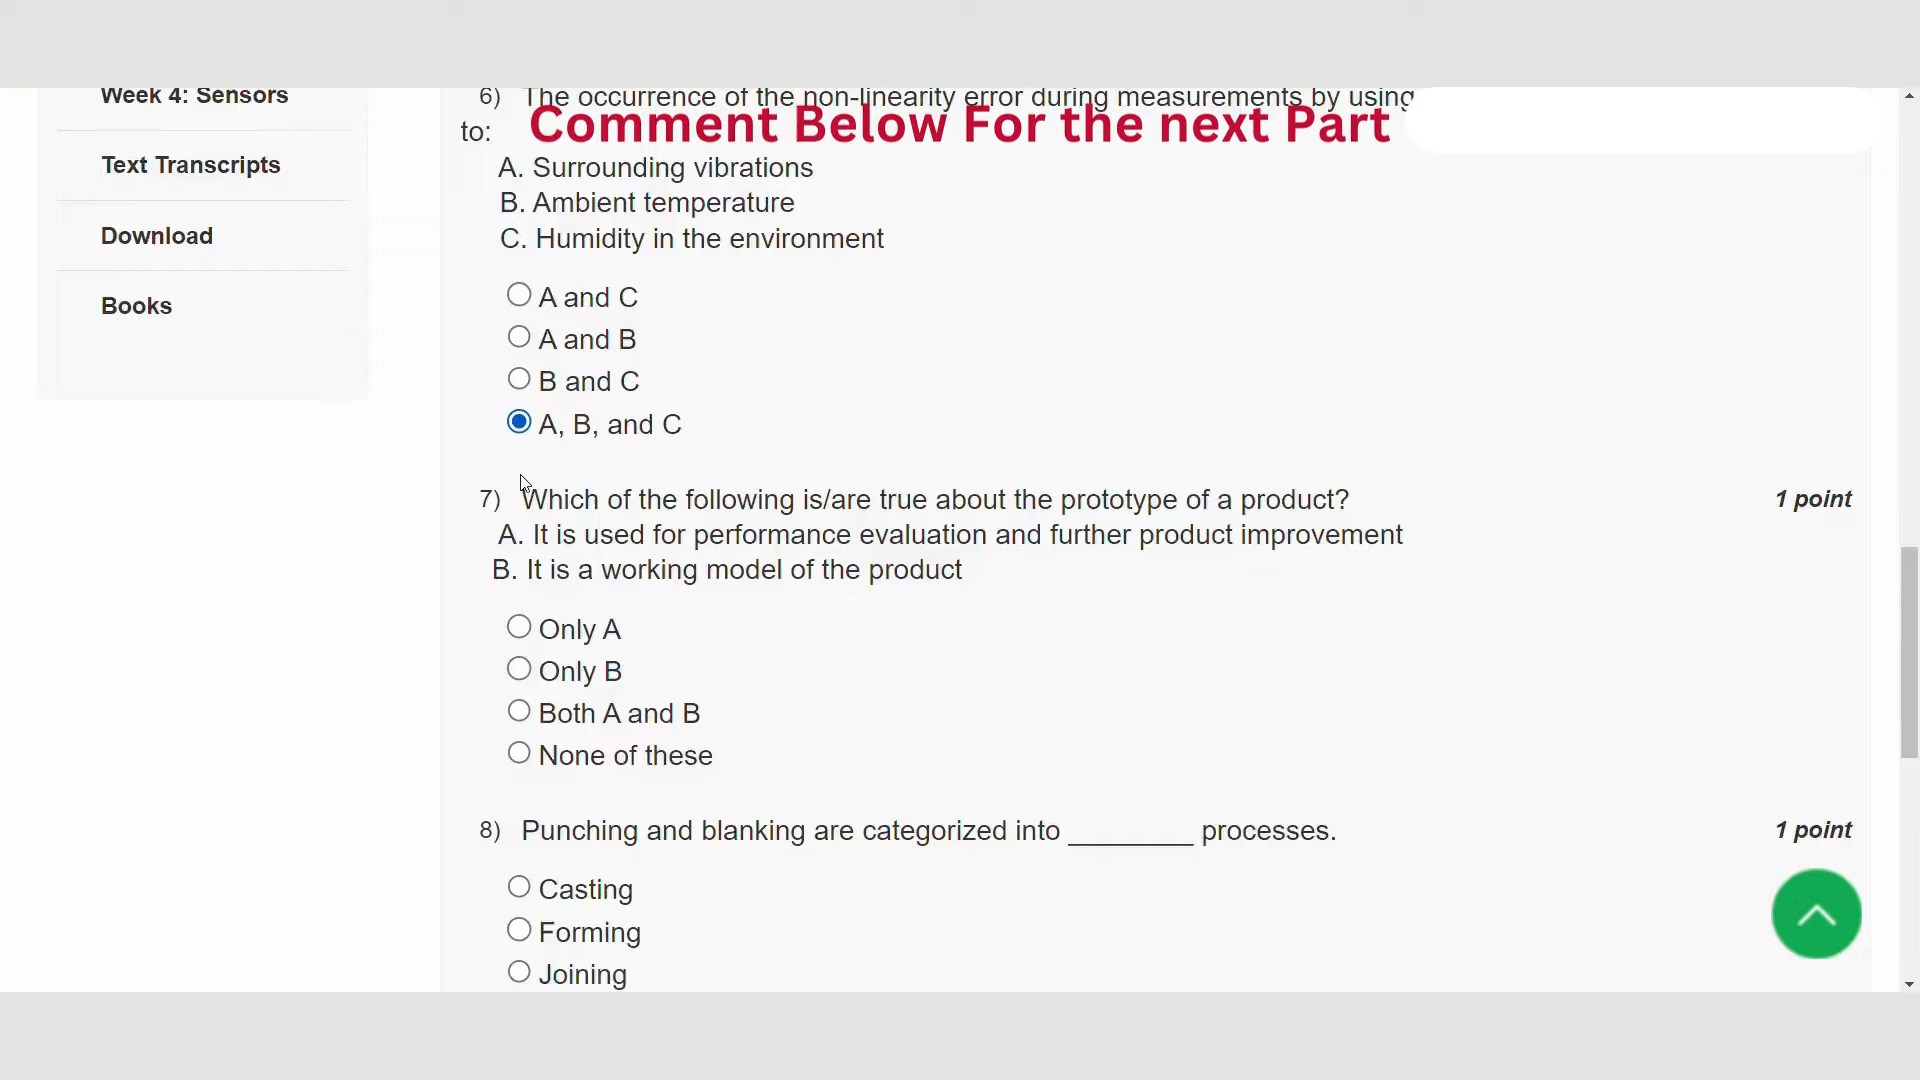 Week 4: Sensors
Text Transcripts
Download
Books
6) The occurrence of the non-linearity error during measurements by using
to:
Comment Below For the next Part
A. Surrounding vibrations
B. Ambient temperature
C. Humidity in the environment
A and C
A and B
B and C
A, B, and C
7) Which of the following is/are true about the prototype of a product? 1 point
A. It is used for performance evaluation and further product improvement
B. It is a working model of the product
Only A
Only B
Both A and B
None of these
8) Punching and blanking are categorized into ________ processes. 1 point
Casting
Forming
Joining